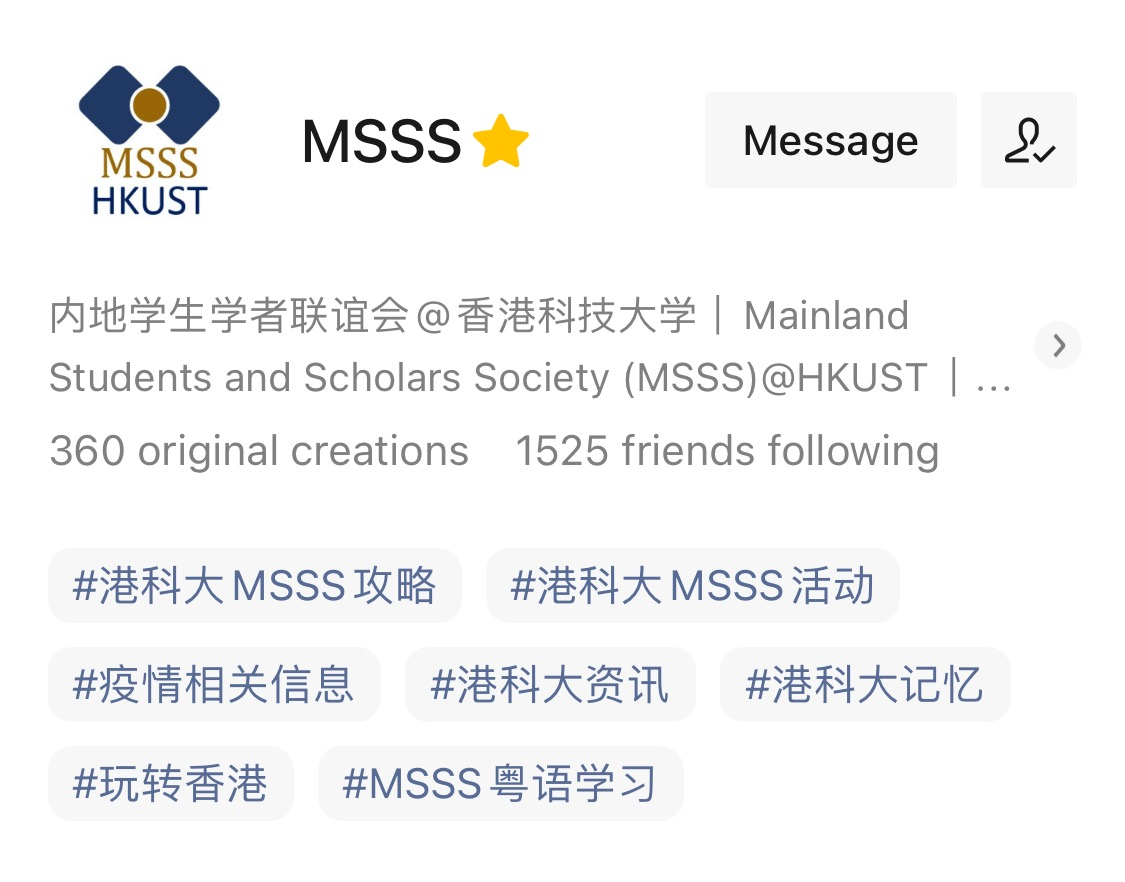 MSSS
HKUST
MSSS
Message
内地学生学者联谊会@香港科技大学｜ Mainland
Students and Scholars Society (MSSS)@HKUST｜...
360 original creations 1525 friends following
#港科大MSSS攻略 #港科大MSSS活动
#疫情相关信息 #港科大资讯 #港科大记忆
#玩转香港 #MSSS粤语学习